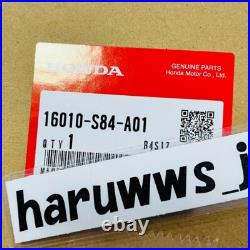 HONDA
GENUINE PARTS
Honda Motor Co., Ltd.
16010-S84-A01
QTY 1
haruwws_j